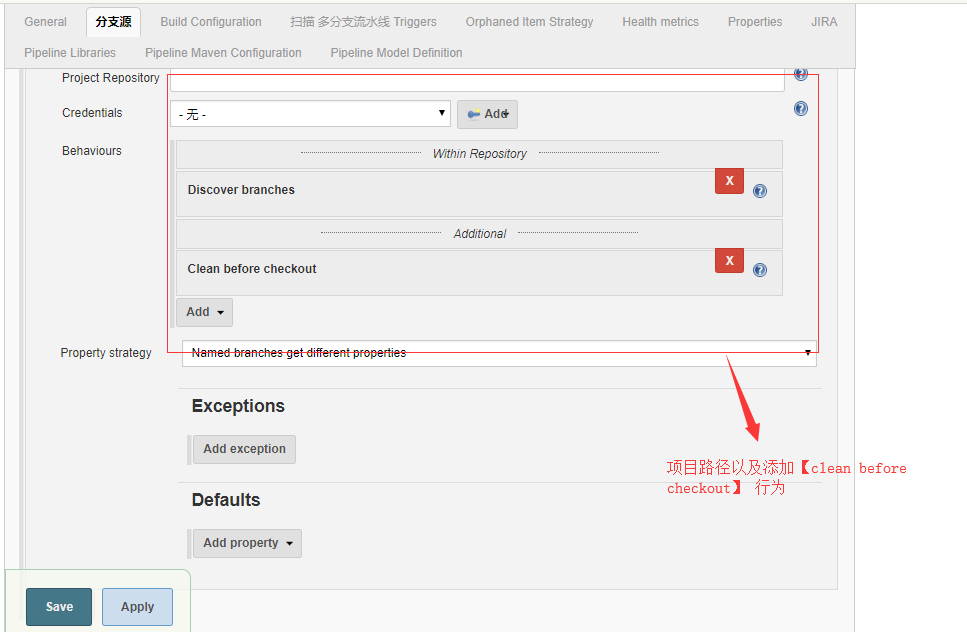 General 分支源 Build Configuration 扫描 多分支流水线 Triggers Orphaned Item Strategy Health metrics Properties JIRA
Pipeline Libraries Pipeline Maven Configuration Pipeline Model Definition
Project Repository
Credentials - 无 - Add
Behaviours
Within Repository
Discover branches X
Additional
Clean before checkout X
Add
Property strategy Named branches get different properties
Exceptions
Add exception
项目路径以及添加【clean before
checkout】 行为
Defaults
Add property
Save Apply